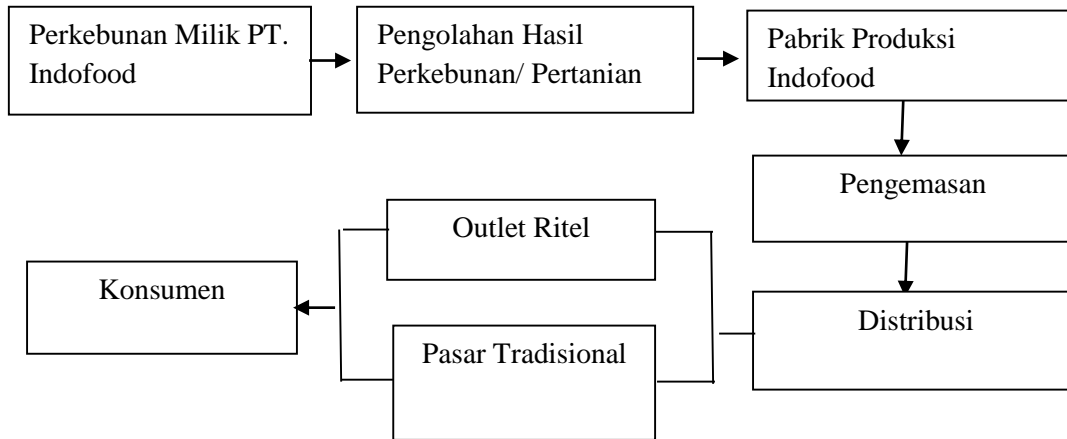 Perkebunan Milik PT.
Indofood
Pengolahan Hasil
Perkebunan/ Pertanian
Pabrik Produksi
Indofood
Pengemasan
Distribusi
Outlet Ritel
Pasar Tradisional
Konsumen